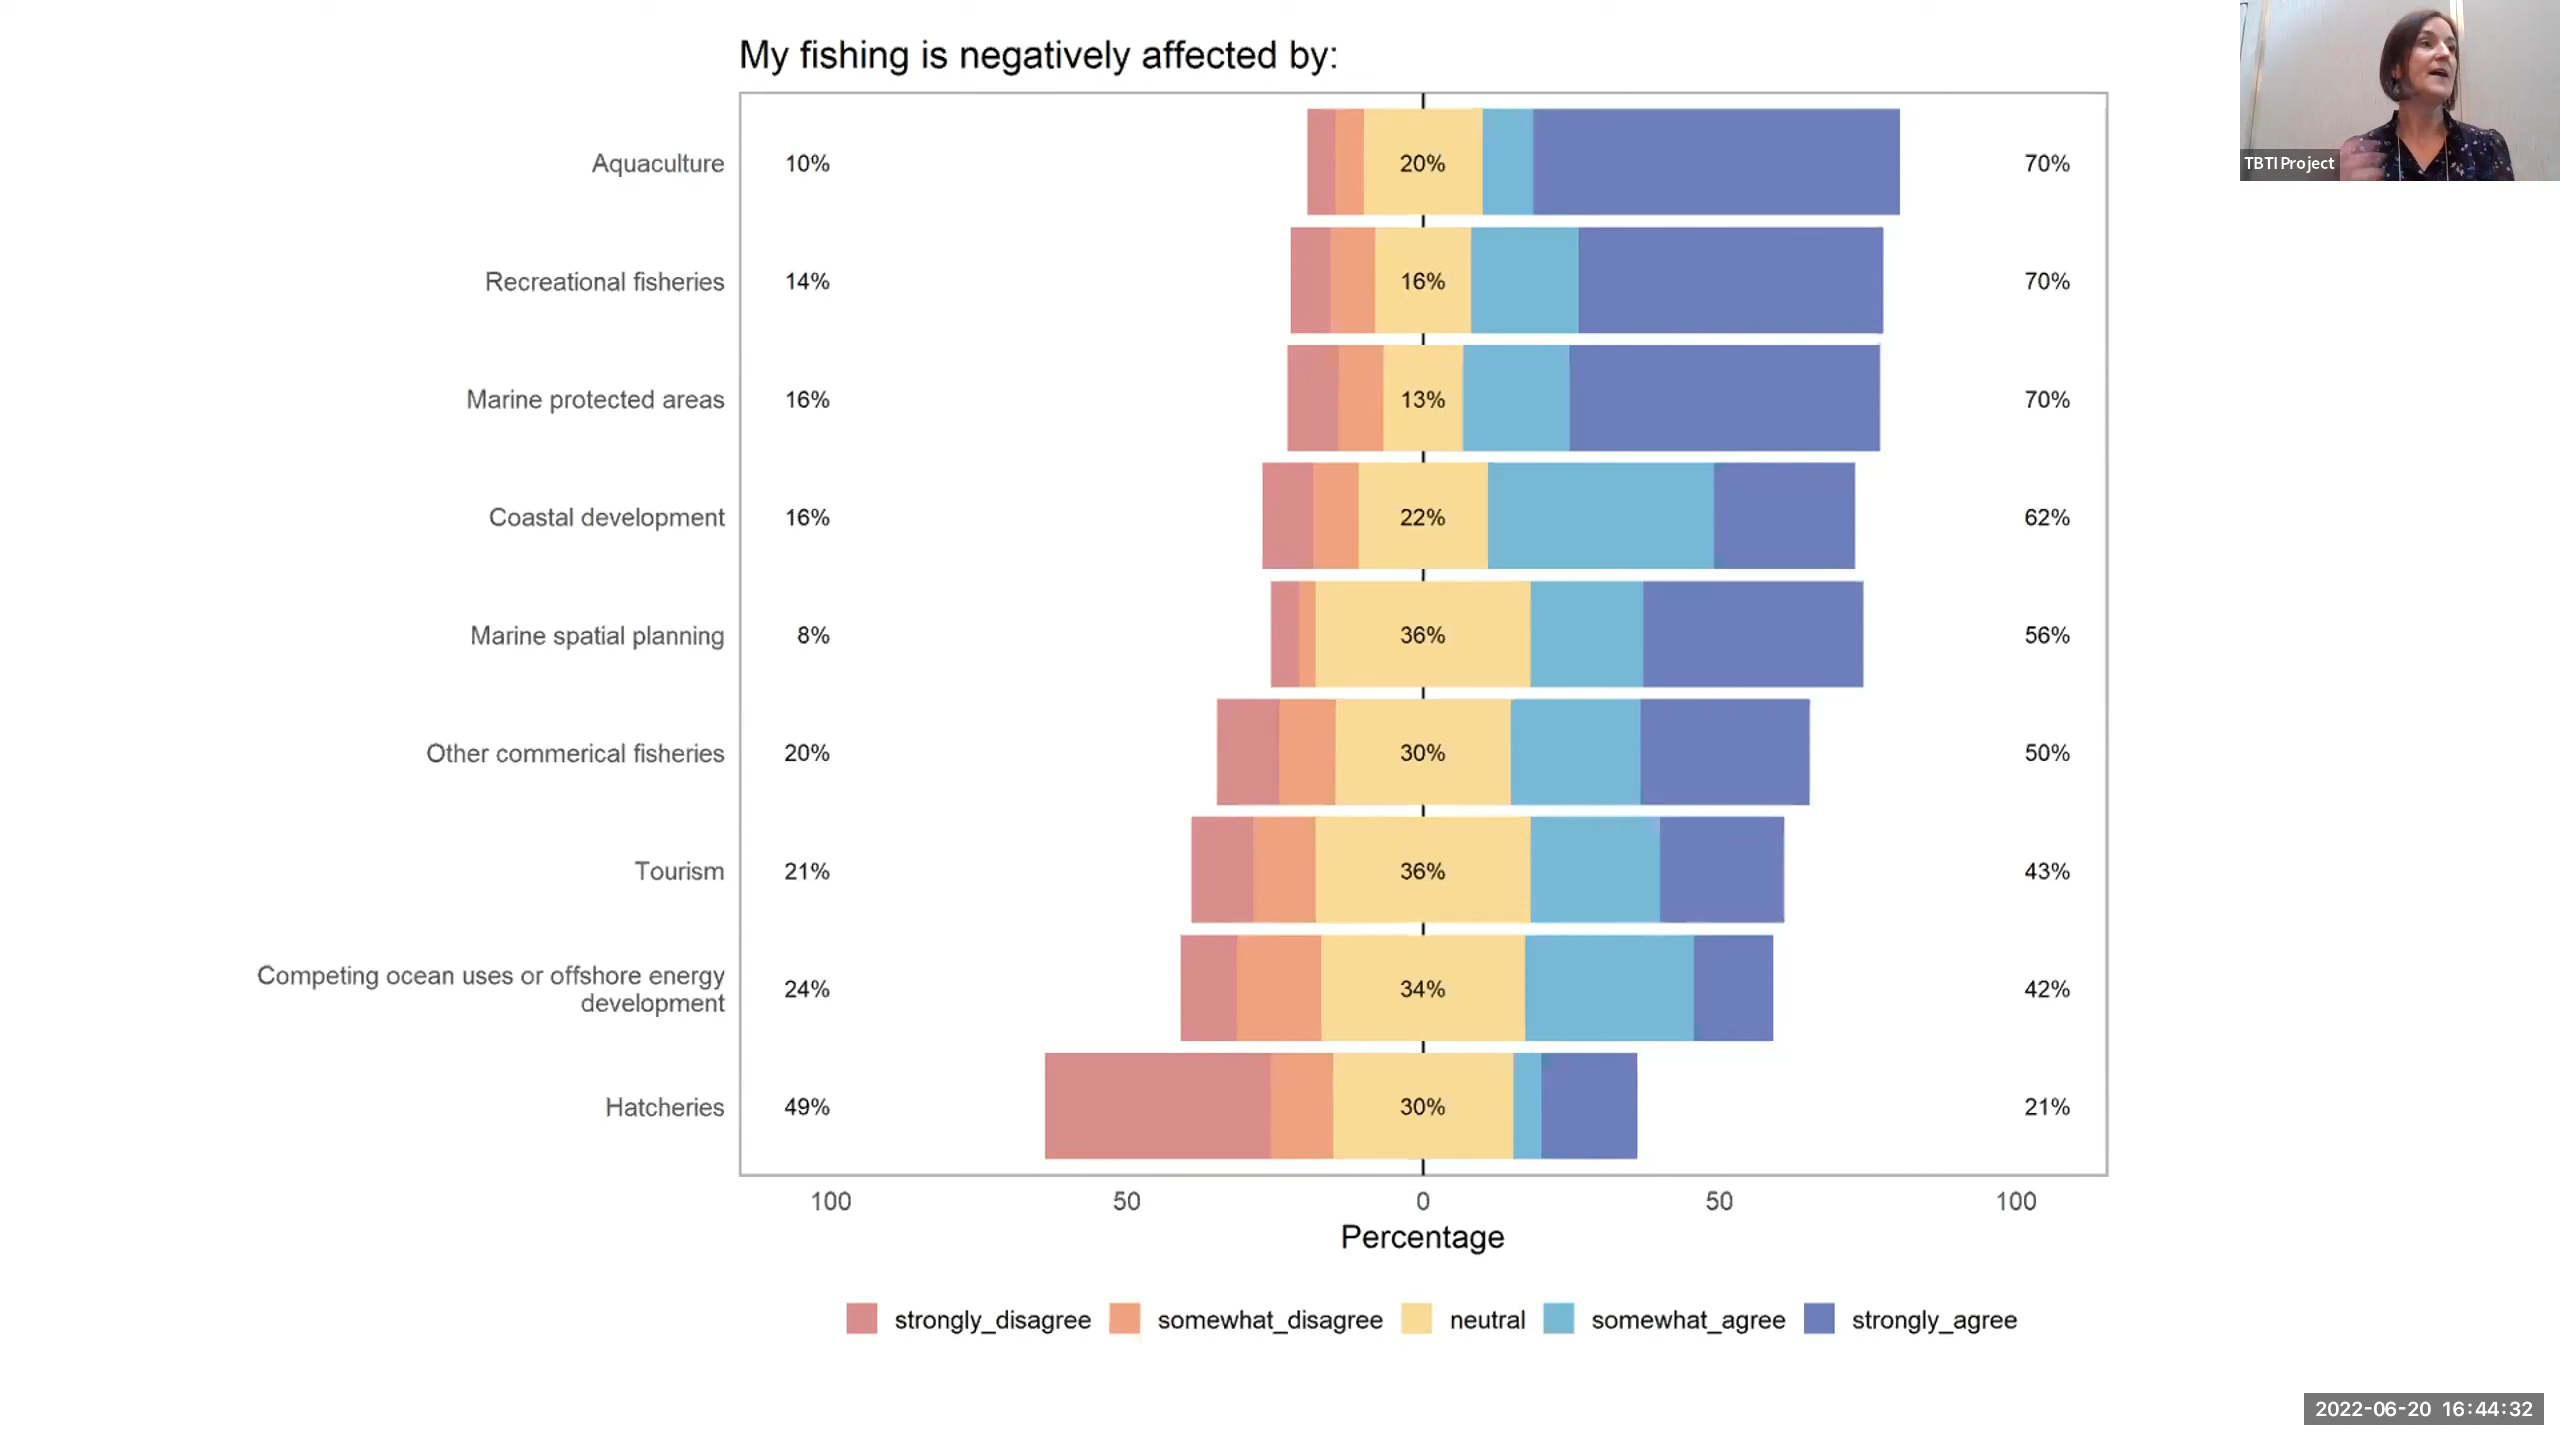 My fishing is negatively affected by:
TBTI Project
Aquaculture 10% 20% 70%
Recreational fisheries 14% 16% 70%
Marine protected areas 16% 13% 70%
Coastal development 16% 22% 62%
Marine spatial planning 8% 36% 56%
Other commerical fisheries 20% 30% 50%
Tourism 21% 36% 43%
Competing ocean uses or offshore energy
development 24% 34% 42%
Hatcheries 49% 30% 21%
100 50 0 50 100
Percentage
strongly_disagree somewhat_disagree neutral somewhat_agree strongly_agree
2022-06-20 16:44:32